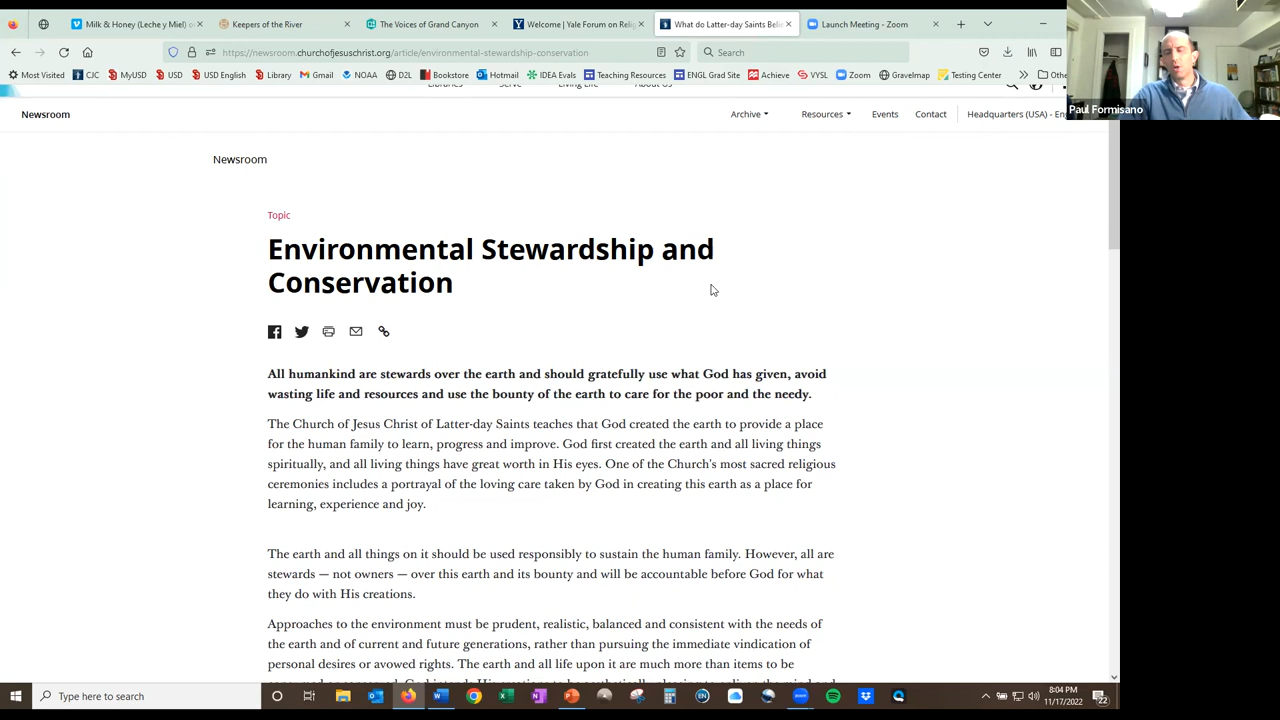 Milk & Honey (Leche y Miel) o
Keepers of the River
The Voices of Grand Canyon
Welcome | Yale Forum on Relig
What do Latter-day Saints Beli
Launch Meeting - Zoom
https://newsroom.churchofjesuschrist.org/article/environmental-stewardship-conservation
Search
Most Visited CJC MyUSD USD USD English Library Gmail NOAA D2L Bookstore Hotmail IDEA Evals Teaching Resources ENGL Grad Site Achieve VYSL Zoom Gravelmap Testing Center Othe
Paul Formisano
Libraries Serve Living Life About Us
Newsroom
Archive Resources Events Contact Headquarters (USA) - Eng
Newsroom
Topic
Environmental Stewardship and
Conservation
All humankind are stewards over the earth and should gratefully use what God has given, avoid
wasting life and resources and use the bounty of the earth to care for the poor and the needy.
The Church of Jesus Christ of Latter-day Saints teaches that God created the earth to provide a place
for the human family to learn, progress and improve. God first created the earth and all living things
spiritually, and all living things have great worth in His eyes. One of the Church's most sacred religious
ceremonies includes a portrayal of the loving care taken by God in creating this earth as a place for
learning, experience and joy.
The earth and all things on it should be used responsibly to sustain the human family. However, all are
stewards — not owners — over this earth and its bounty and will be accountable before God for what
they do with His creations.
Approaches to the environment must be prudent, realistic, balanced and consistent with the needs of
the earth and of current and future generations, rather than pursuing the immediate vindication of
personal desires or avowed rights. The earth and all life upon it are much more than items to be
Type here to search
8:04 PM
11/17/2022
22